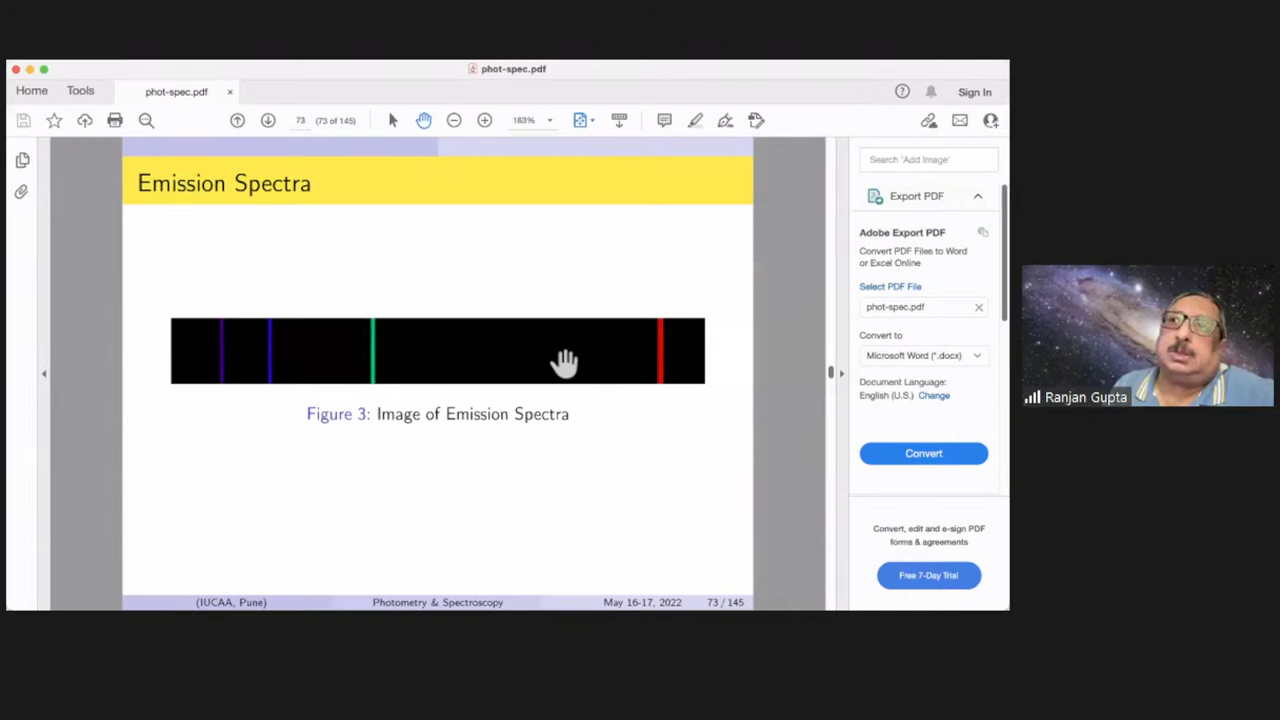 phot-spec.pdf
Home Tools phot-spec.pdf × Sign In
73 (73 of 145) 163%
Emission Spectra
Figure 3: Image of Emission Spectra
(IUCAA, Pune) Photometry & Spectroscopy May 16-17, 2022 73 / 145
Search 'Add Image'
Export PDF
Adobe Export PDF
Convert PDF Files to Word
or Excel Online
Select PDF File
phot-spec.pdf
Convert to
Microsoft Word (*.docx)
Document Language:
English (U.S.) Change
Convert
Convert, edit and e-sign PDF
forms & agreements
Free 7-Day Trial
Ranjan Gupta